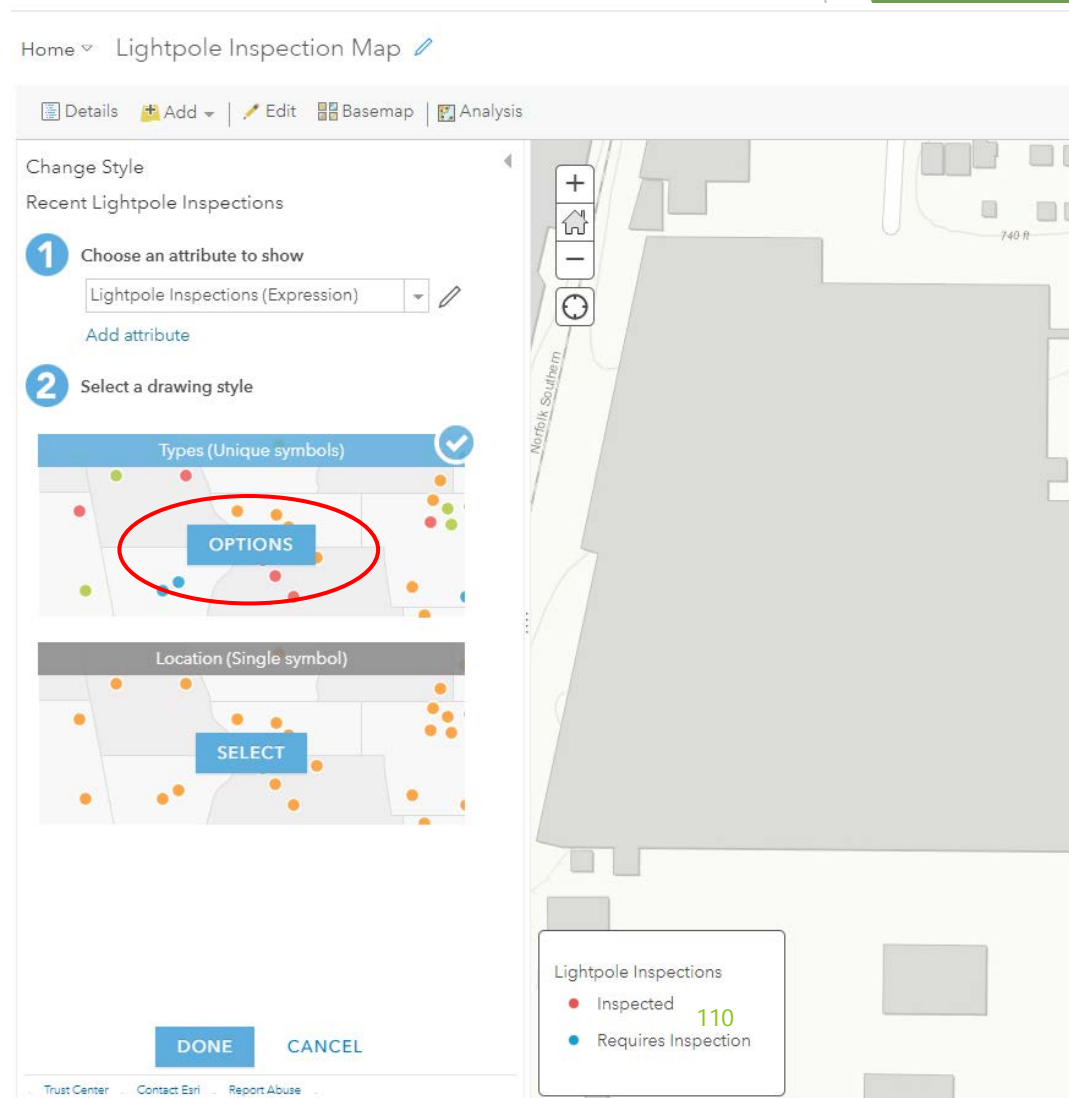 Home Lightpole Inspection Map
Details Add Edit Basemap Analysis
Change Style
Recent Lightpole Inspections
1 Choose an attribute to show
Lightpole Inspections (Expression)
Add attribute
2 Select a drawing style
Types (Unique symbols)
OPTIONS
Location (Single symbol)
SELECT
DONE CANCEL
Trust Center Contact Esri Report Abuse
740 ft
Norfolk Southern
Lightpole Inspections
Inspected
110
Requires Inspection